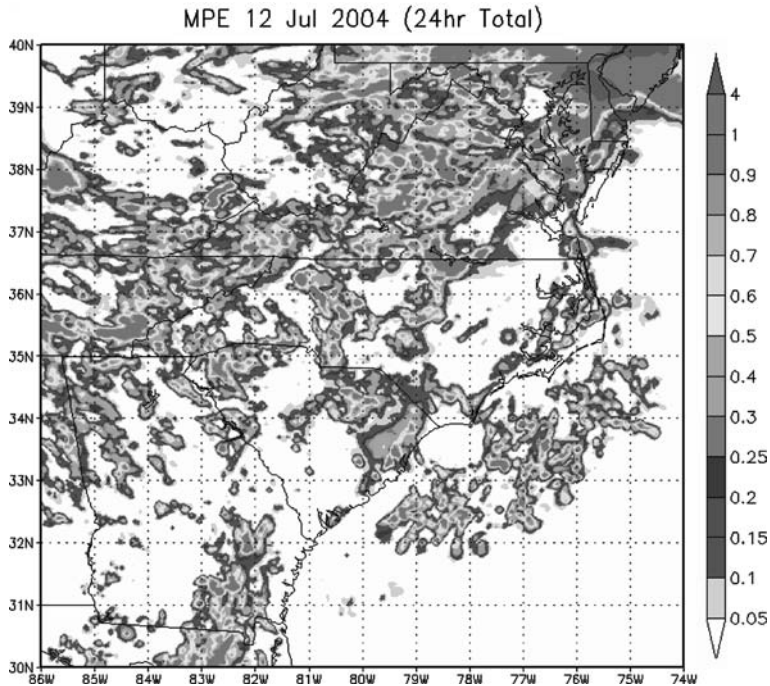 MPE 12 Jul 2004 (24hr Total)
40N
39N
38N
37N
36N
35N
34N
33N
32N
31N
30N
86W 85W 84W 83W 82W 81W 80W 79W 78W 77W 76W 75W 74W
4
1
0.9
0.8
0.7
0.6
0.5
0.4
0.3
0.25
0.2
0.15
0.1
0.05